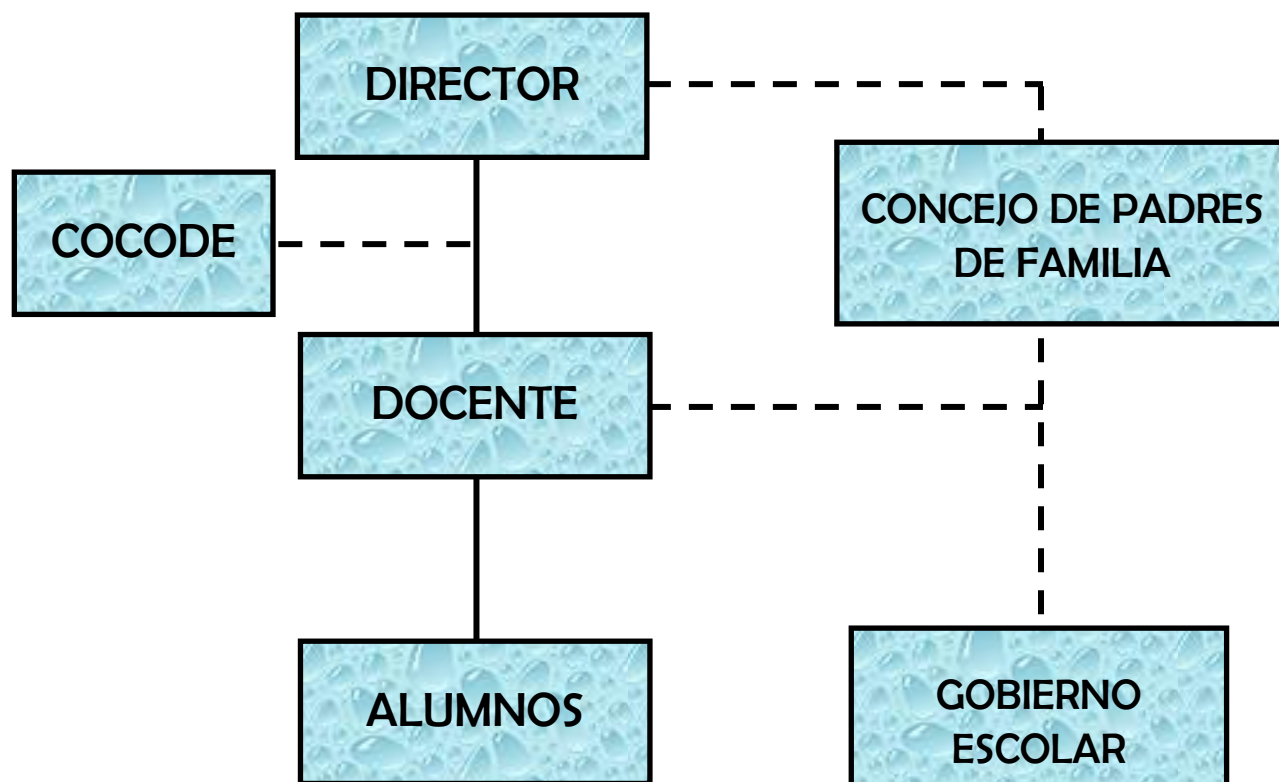 DIRECTOR
CONCEJO DE PADRES
DE FAMILIA
COCODE
DOCENTE
ALUMNOS
GOBIERNO
ESCOLAR